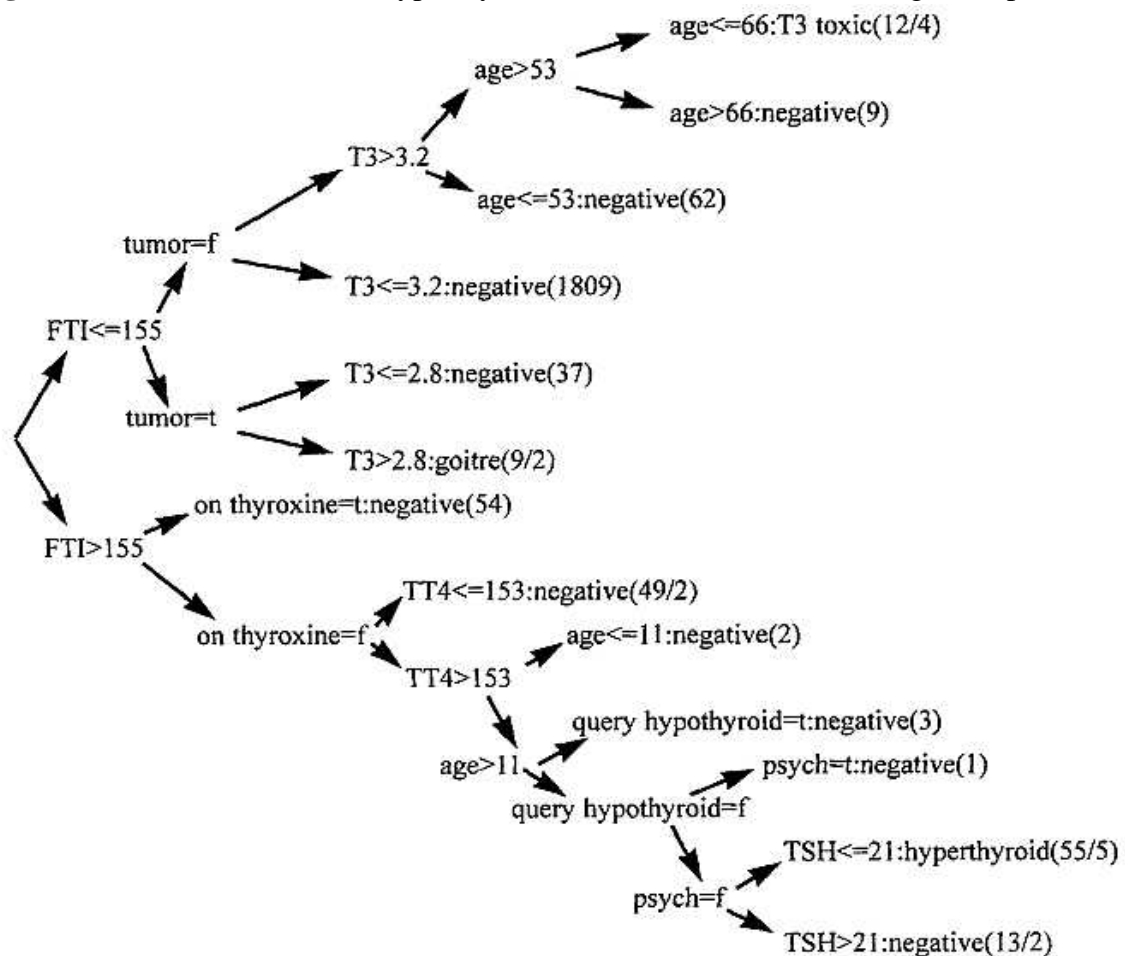 age<=66:T3 toxic(12/4)
age>53
age>66:negative(9)
T3>3.2
age<=53:negative(62)
tumor=f
T3<=3.2:negative(1809)
FTI<=155
T3<=2.8:negative(37)
tumor=t
T3>2.8:goitre(9/2)
on thyroxine=t:negative(54)
FTI>155
TT4<=153:negative(49/2)
on thyroxine=f
age<=11:negative(2)
TT4>153
query hypothyroid=t:negative(3)
age>11
psych=t:negative(1)
query hypothyroid=f
TSH<=21:hyperthyroid(55/5)
psych=f
TSH>21:negative(13/2)